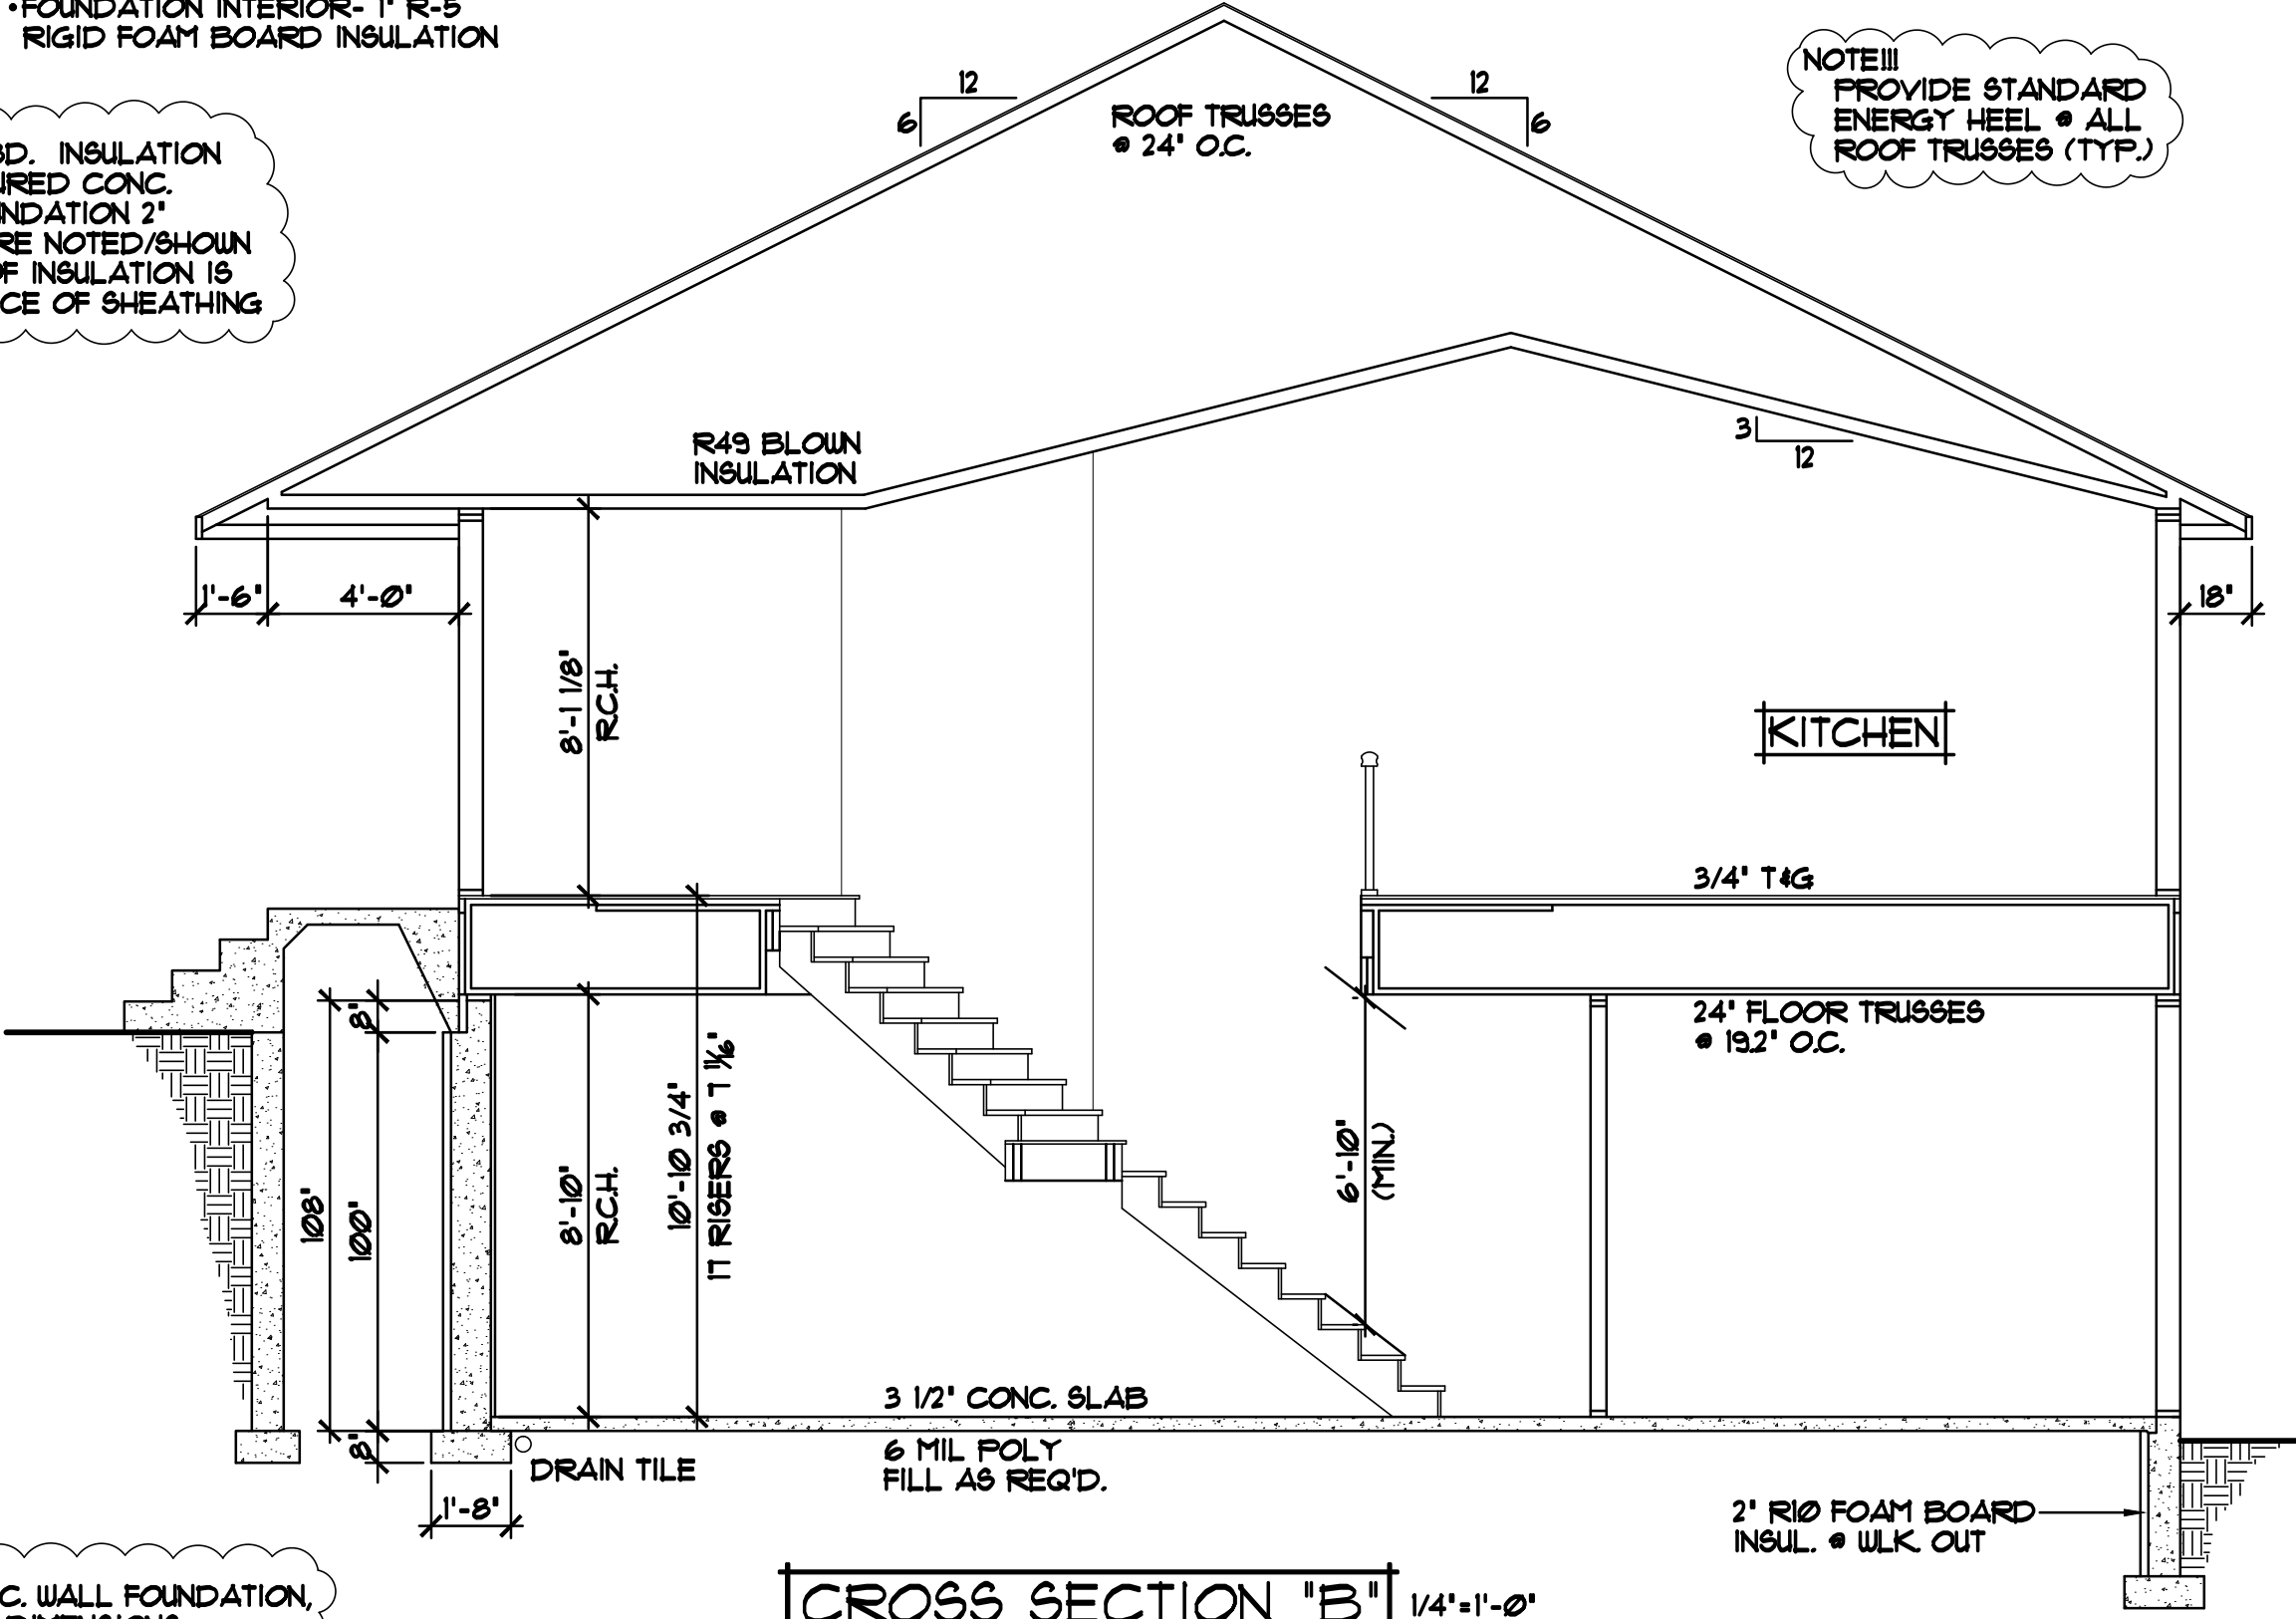 •FOUNDATION INTERIOR- 1" R-5
RIGID FOAM BOARD INSULATION
INSULATION
CONC.
2"
NOTED/SHOWN
INSULATION IS
OF SHEATHING
NOTE!!!
PROVIDE STANDARD
ENERGY HEEL @ ALL
ROOF TRUSSES (TYP.)
12
6
ROOF TRUSSES
@ 24" O.C.
12
6
R49 BLOWN
INSULATION
3
12
1'-6"
4'-0"
18"
8'-1 1/8"
R.C.H.
KITCHEN
3/4" T&G
24" FLOOR TRUSSES
@ 19.2" O.C.
8"
108"
100"
8"
8'-10"
R.C.H.
10'-10 3/4"
17 RISERS @ 7 11/16"
6'-10"
(MIN.)
3 1/2" CONC. SLAB
6 MIL POLY
FILL AS REQ'D.
DRAIN TILE
1'-8"
2" R10 FOAM BOARD
INSUL. @ WLK. OUT
WALL FOUNDATION,
CROSS SECTION "B"
1/4"=1'-0"